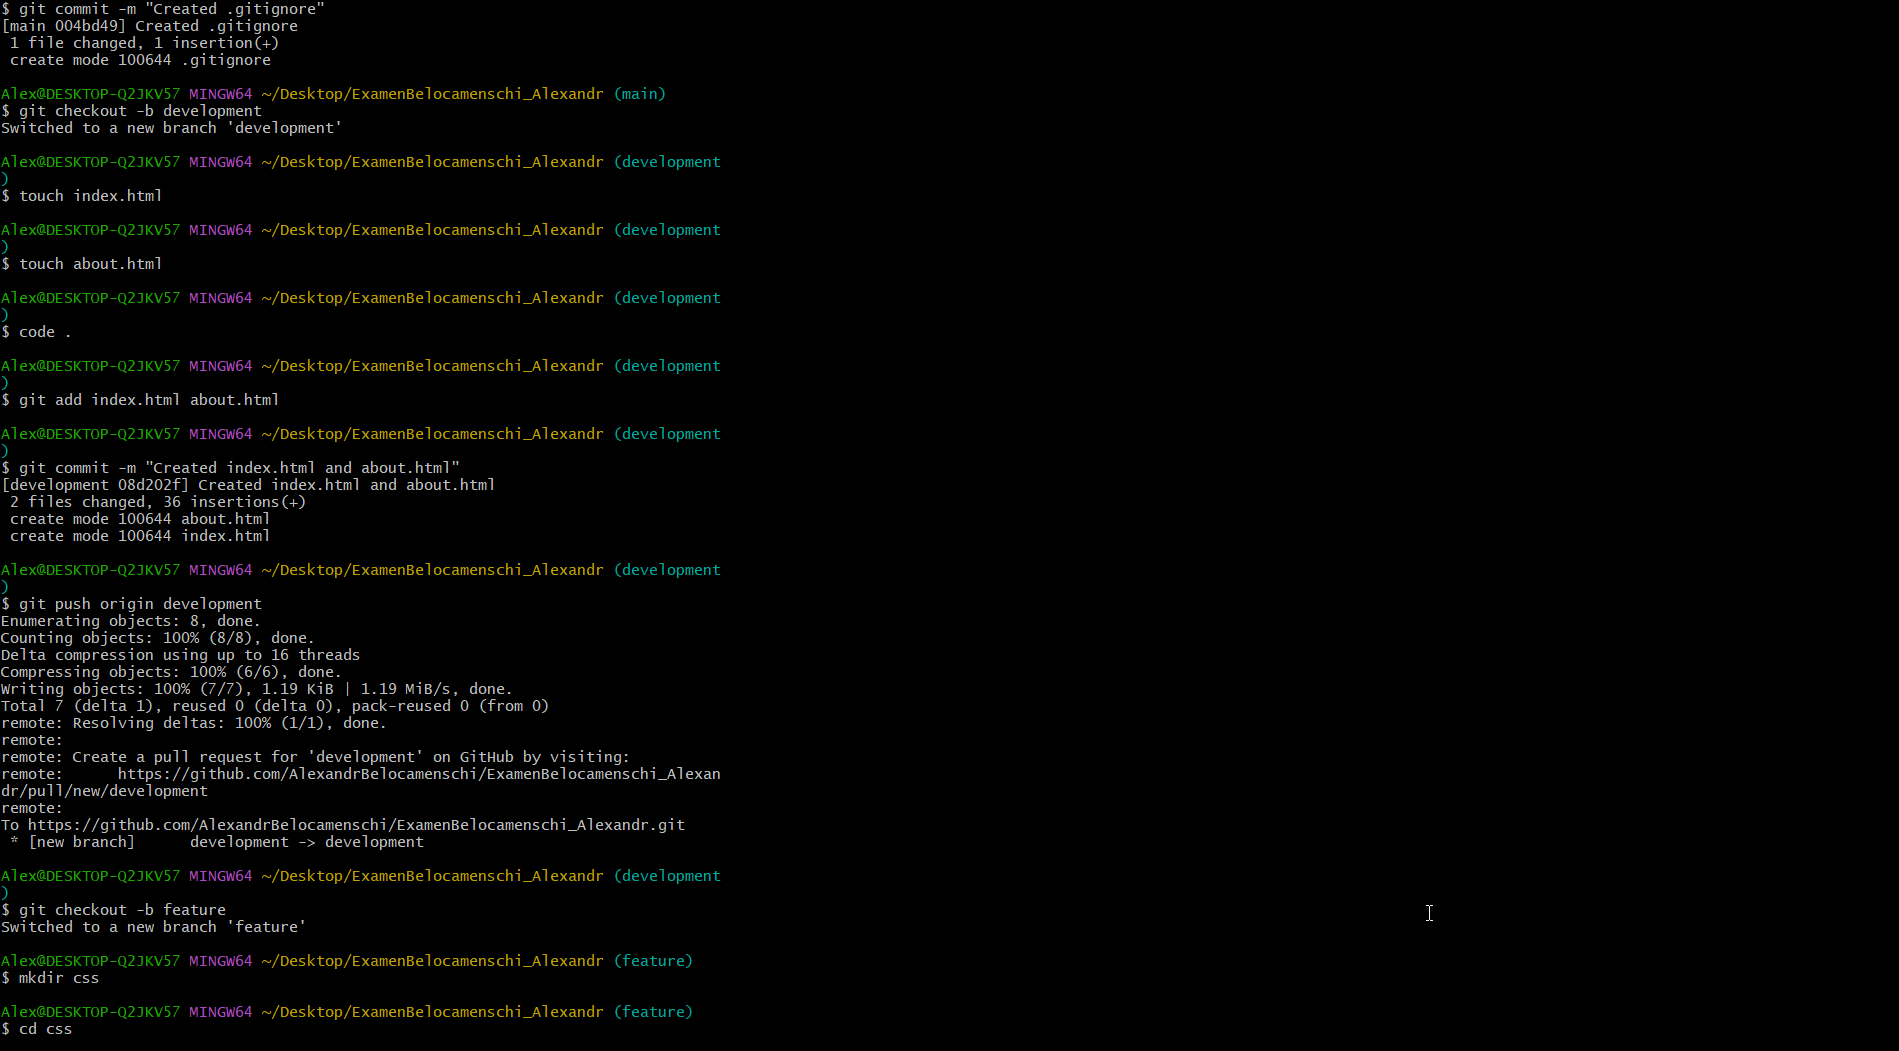 $ git commit -m "Created .gitignore"
[main 004bd49] Created .gitignore
 1 file changed, 1 insertion(+)
 create mode 100644 .gitignore

Alex@DESKTOP-Q2JKV57 MINGW64 ~/Desktop/ExamenBelocamenschi_Alexandr (main)
$ git checkout -b development
Switched to a new branch 'development'

Alex@DESKTOP-Q2JKV57 MINGW64 ~/Desktop/ExamenBelocamenschi_Alexandr (development
)
$ touch index.html

Alex@DESKTOP-Q2JKV57 MINGW64 ~/Desktop/ExamenBelocamenschi_Alexandr (development
)
$ touch about.html

Alex@DESKTOP-Q2JKV57 MINGW64 ~/Desktop/ExamenBelocamenschi_Alexandr (development
)
$ code .

Alex@DESKTOP-Q2JKV57 MINGW64 ~/Desktop/ExamenBelocamenschi_Alexandr (development
)
$ git add index.html about.html

Alex@DESKTOP-Q2JKV57 MINGW64 ~/Desktop/ExamenBelocamenschi_Alexandr (development
)
$ git commit -m "Created index.html and about.html"
[development 08d202f] Created index.html and about.html
 2 files changed, 36 insertions(+)
 create mode 100644 about.html
 create mode 100644 index.html

Alex@DESKTOP-Q2JKV57 MINGW64 ~/Desktop/ExamenBelocamenschi_Alexandr (development
)
$ git push origin development
Enumerating objects: 8, done.
Counting objects: 100% (8/8), done.
Delta compression using up to 16 threads
Compressing objects: 100% (6/6), done.
Writing objects: 100% (7/7), 1.19 KiB | 1.19 MiB/s, done.
Total 7 (delta 1), reused 0 (delta 0), pack-reused 0 (from 0)
remote: Resolving deltas: 100% (1/1), done.
remote:
remote: Create a pull request for 'development' on GitHub by visiting:
remote:      https://github.com/AlexandrBelocamenschi/ExamenBelocamenschi_Alexan
dr/pull/new/development
remote:
To https://github.com/AlexandrBelocamenschi/ExamenBelocamenschi_Alexandr.git
 * [new branch]      development -> development

Alex@DESKTOP-Q2JKV57 MINGW64 ~/Desktop/ExamenBelocamenschi_Alexandr (development
)
$ git checkout -b feature
Switched to a new branch 'feature'

Alex@DESKTOP-Q2JKV57 MINGW64 ~/Desktop/ExamenBelocamenschi_Alexandr (feature)
$ mkdir css

Alex@DESKTOP-Q2JKV57 MINGW64 ~/Desktop/ExamenBelocamenschi_Alexandr (feature)
$ cd css